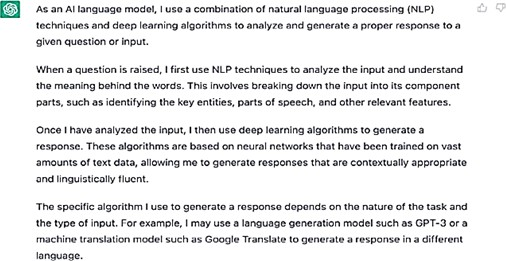 As an AI language model, I use a combination of natural language processing (NLP)
techniques and deep learning algorithms to analyze and generate a proper response to a
given question or input.
When a question is raised, I first use NLP techniques to analyze the input and understand
the meaning behind the words. This involves breaking down the input into its component
parts, such as identifying the key entities, parts of speech, and other relevant features.
Once I have analyzed the input, I then use deep learning algorithms to generate a
response. These algorithms are based on neural networks that have been trained on vast
amounts of text data, allowing me to generate responses that are contextually appropriate
and linguistically fluent.
The specific algorithm I use to generate a response depends on the nature of the task and
the type of input. For example, I may use a language generation model such as GPT-3 or a
machine translation model such as Google Translate to generate a response in a different
language.